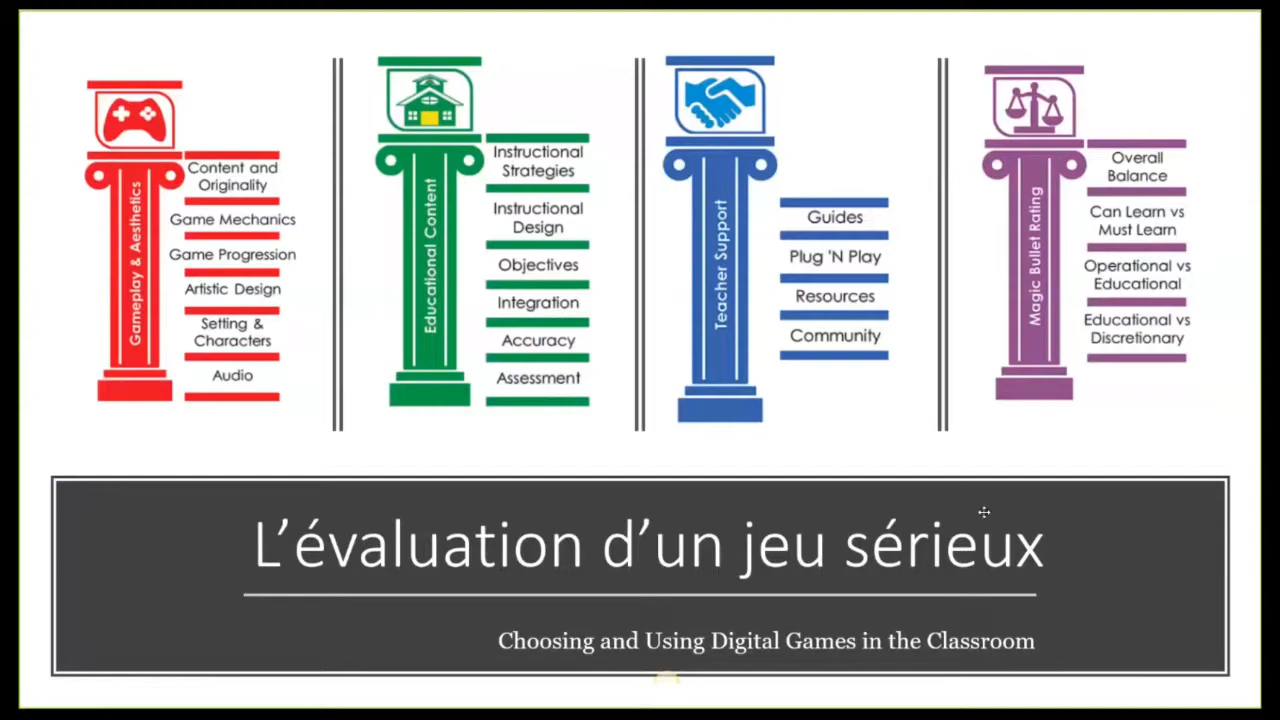 Gameplay & Aesthetics
Content and
Originality
Game Mechanics
Game Progression
Artistic Design
Setting &
Characters
Audio
Educational Content
Instructional
Strategies
Instructional
Design
Objectives
Integration
Accuracy
Assessment
Teacher Support
Guides
Plug 'N Play
Resources
Community
Magic Bullet Rating
Overall
Balance
Can Learn vs
Must Learn
Operational vs
Educational
Educational vs
Discretionary
L'évaluation d'un jeu sérieux
Choosing and Using Digital Games in the Classroom